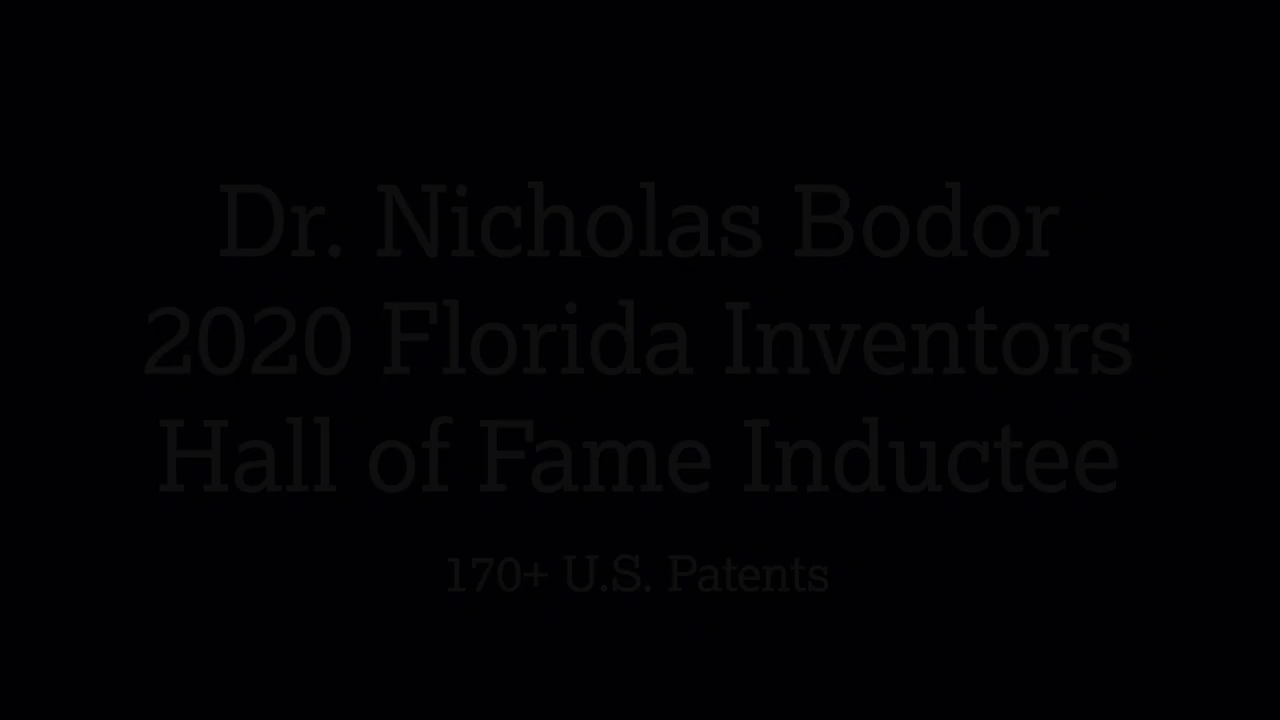 Dr. Nicholas Bodor
2020 Florida Inventors
Hall of Fame Inductee
170+ U.S. Patents